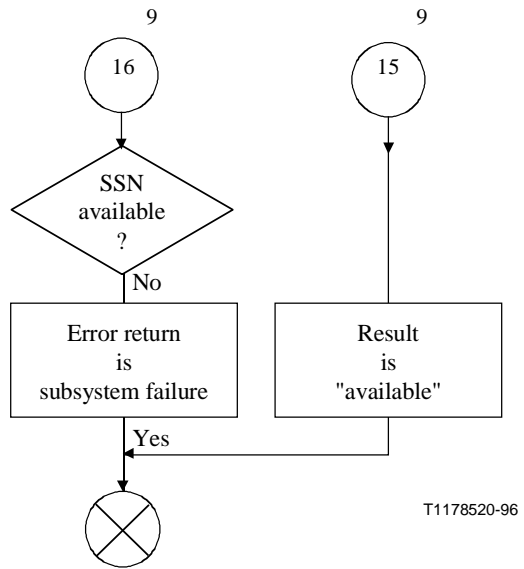 9
16
SSN
available
?
No
Error return
is
subsystem failure
Yes
9
15
Result
is
"available"
T1178520-96